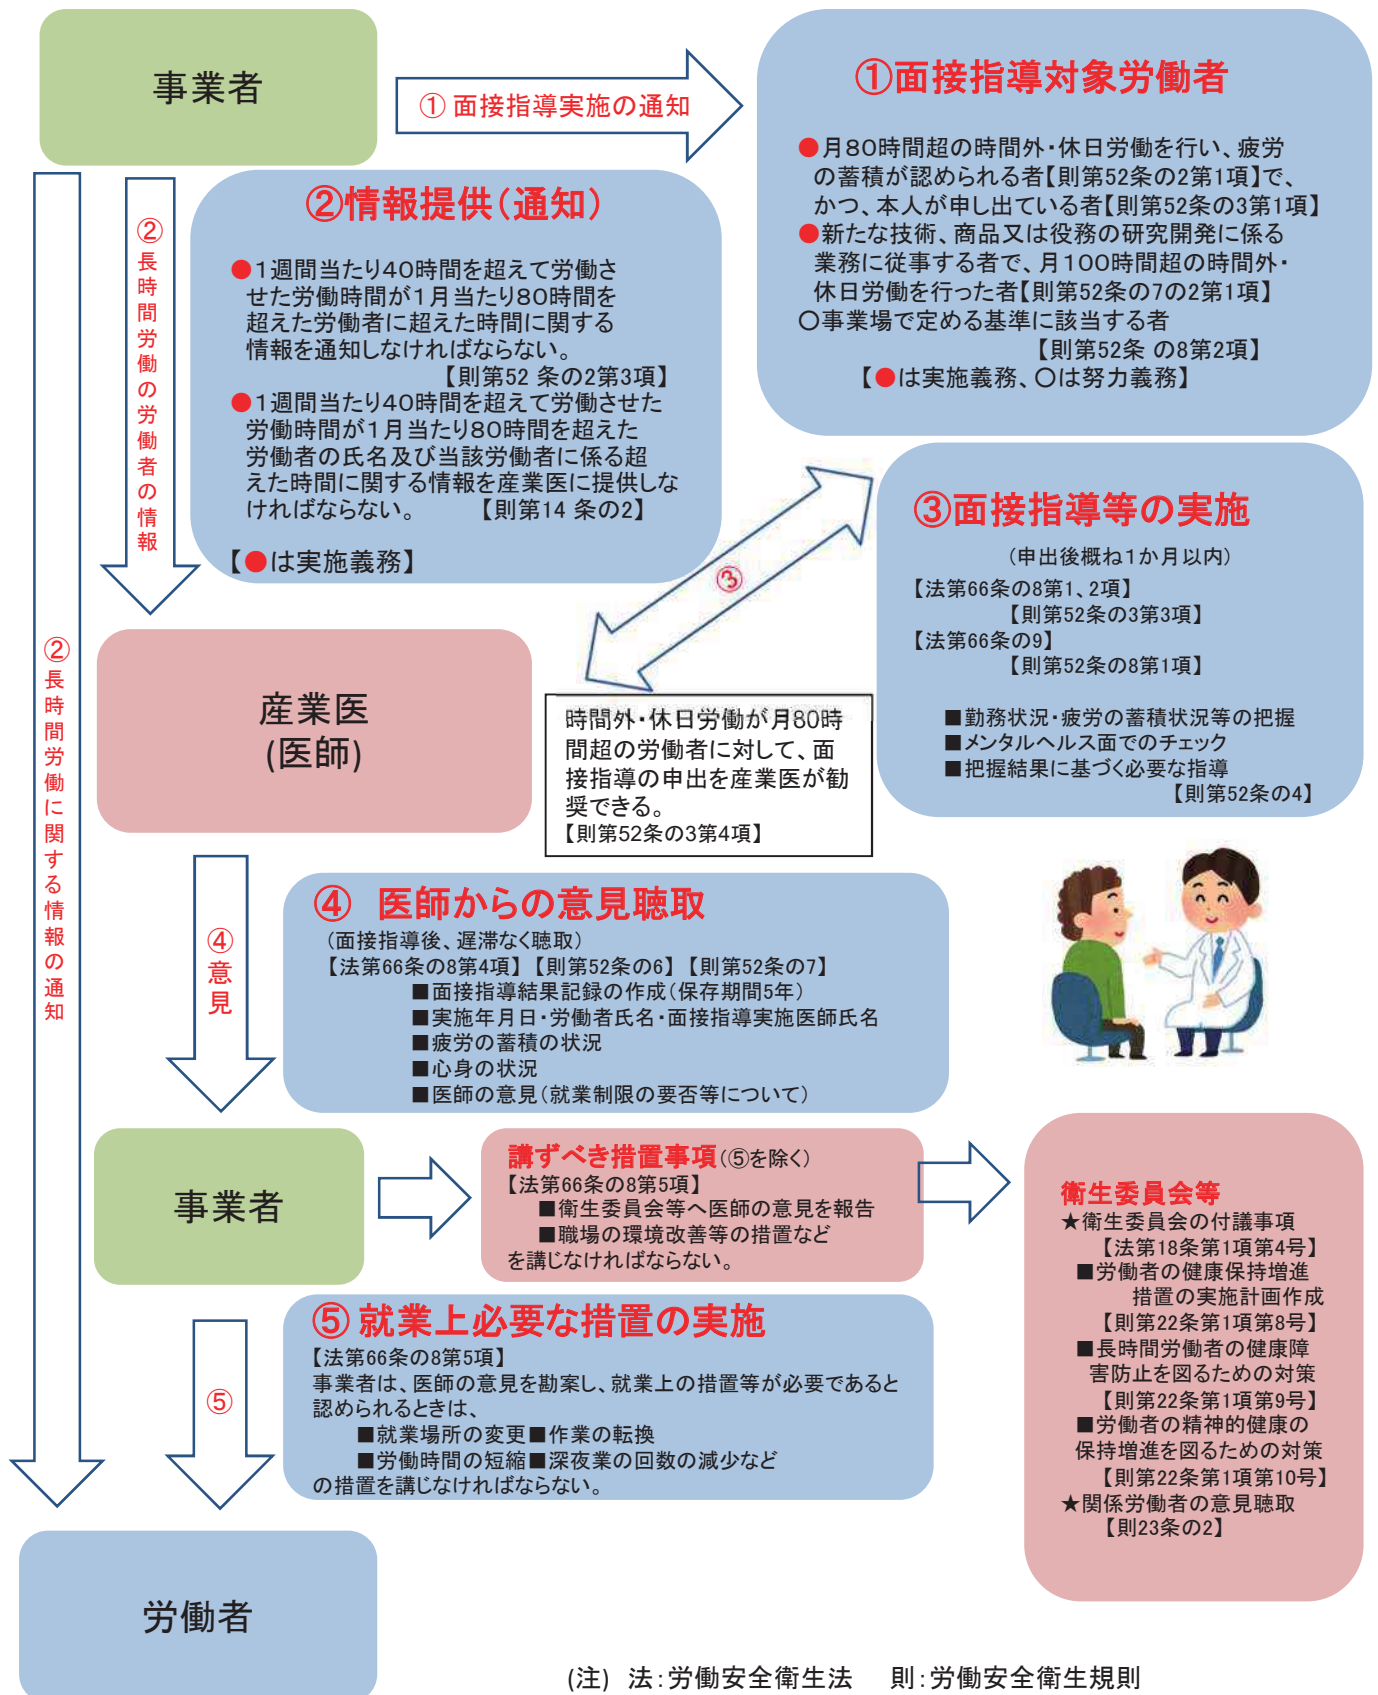 事業者
① 面接指導実施の通知
①面接指導対象労働者
●月80時間超の時間外・休日労働を行い、疲労
の蓄積が認められる者【則第52条の2第1項】で、
かつ、本人が申し出ている者【則第52条の3第1項】
●新たな技術、商品又は役務の研究開発に係る
業務に従事する者で、月100時間超の時間外・
休日労働を行った者【則第52条の7の2第1項】
○事業場で定める基準に該当する者
【則第52条 の8第2項】
【●は実施義務、○は努力義務】
②長時間労働の労働者の情報
②情報提供(通知)
●1週間当たり40時間を超えて労働さ
せた労働時間が1月当たり80時間を
超えた労働者に超えた時間に関する
情報を通知しなければならない。
【則第52 条の2第3項】
●1週間当たり40時間を超えて労働させた
労働時間が1月当たり80時間を超えた
労働者の氏名及び当該労働者に係る超
えた時間に関する情報を産業医に提供しな
ければならない。 【則第14 条の2】
【●は実施義務】
②長時間労働に関する情報の通知
③
③面接指導等の実施
(申出後概ね1か月以内)
【法第66条の8第1、2項】
【則第52条の3第3項】
【法第66条の9】
【則第52条の8第1項】
■勤務状況・疲労の蓄積状況等の把握
■メンタルヘルス面でのチェック
■把握結果に基づく必要な指導
【則第52条の4】
産業医
(医師)
時間外・休日労働が月80時
間超の労働者に対して、面
接指導の申出を産業医が勧
奨できる。
【則第52条の3第4項】
④意見
④ 医師からの意見聴取
(面接指導後、遅滞なく聴取)
【法第66条の8第4項】【則第52条の6】【則第52条の7】
■面接指導結果記録の作成(保存期間5年)
■実施年月日・労働者氏名・面接指導実施医師氏名
■疲労の蓄積の状況
■心身の状況
■医師の意見(就業制限の要否等について)
事業者
講ずべき措置事項(⑤を除く)
【法第66条の8第5項】
■衛生委員会等へ医師の意見を報告
■職場の環境改善等の措置など
を講じなければならない。
衛生委員会等
★衛生委員会の付議事項
【法第18条第1項第4号】
■労働者の健康保持増進
措置の実施計画作成
【則第22条第1項第8号】
■長時間労働者の健康障
害防止を図るための対策
【則第22条第1項第9号】
■労働者の精神的健康の
保持増進を図るための対策
【則第22条第1項第10号】
★関係労働者の意見聴取
【則23条の2】
⑤
⑤就業上必要な措置の実施
【法第66条の8第5項】
事業者は、医師の意見を勘案し、就業上の措置等が必要であると
認められるときは、
■就業場所の変更■作業の転換
■労働時間の短縮■深夜業の回数の減少など
の措置を講じなければならない。
労働者
(注) 法:労働安全衛生法 則:労働安全衛生規則